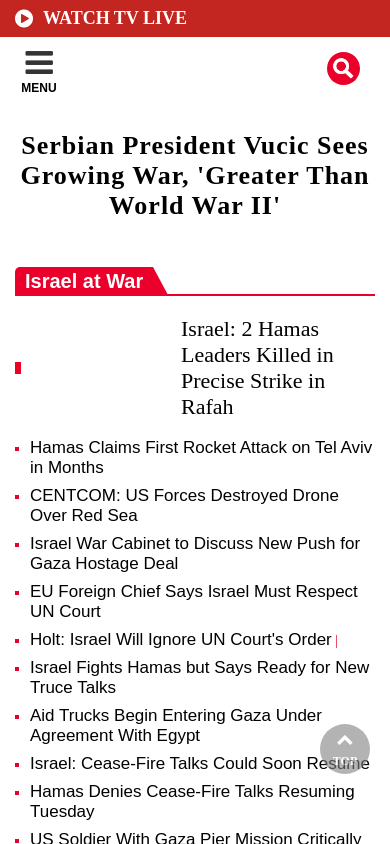 WATCH TV LIVE
MENU
Serbian President Vucic Sees
Growing War, 'Greater Than
World War II'
Israel at War
Israel: 2 Hamas
Leaders Killed in
Precise Strike in
Rafah
Hamas Claims First Rocket Attack on Tel Aviv
in Months
CENTCOM: US Forces Destroyed Drone
Over Red Sea
Israel War Cabinet to Discuss New Push for
Gaza Hostage Deal
EU Foreign Chief Says Israel Must Respect
UN Court
Holt: Israel Will Ignore UN Court's Order |
Israel Fights Hamas but Says Ready for New
Truce Talks
Aid Trucks Begin Entering Gaza Under
Agreement With Egypt
Israel: Cease-Fire Talks Could Soon Resume
TOP
Hamas Denies Cease-Fire Talks Resuming
Tuesday
US Soldier With Gaza Pier Mission Critically